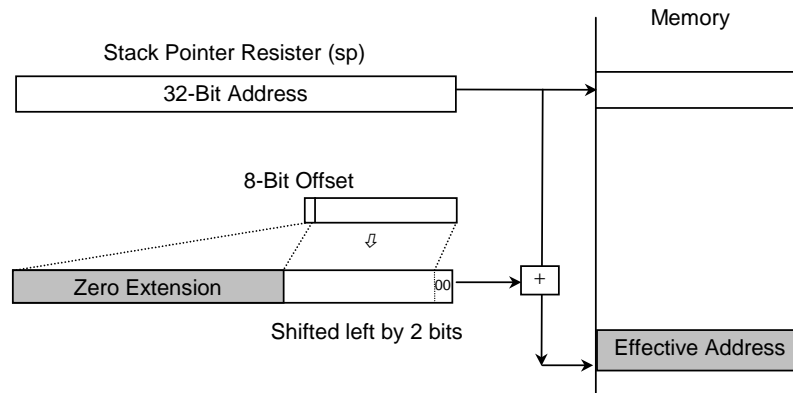 Memory
Stack Pointer Resister (sp)
32-Bit Address
8-Bit Offset
Zero Extension
00
+
Shifted left by 2 bits
Effective Address